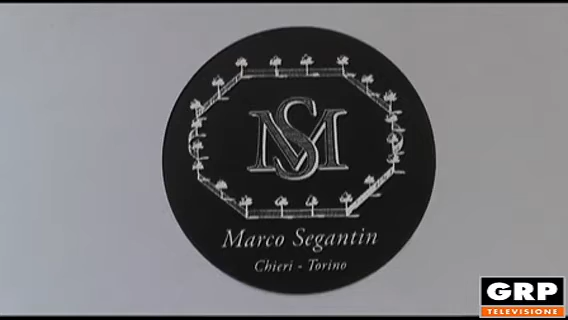 MS
Marco Segantin
Chieri - Torino
GRP
TELEVISIONE